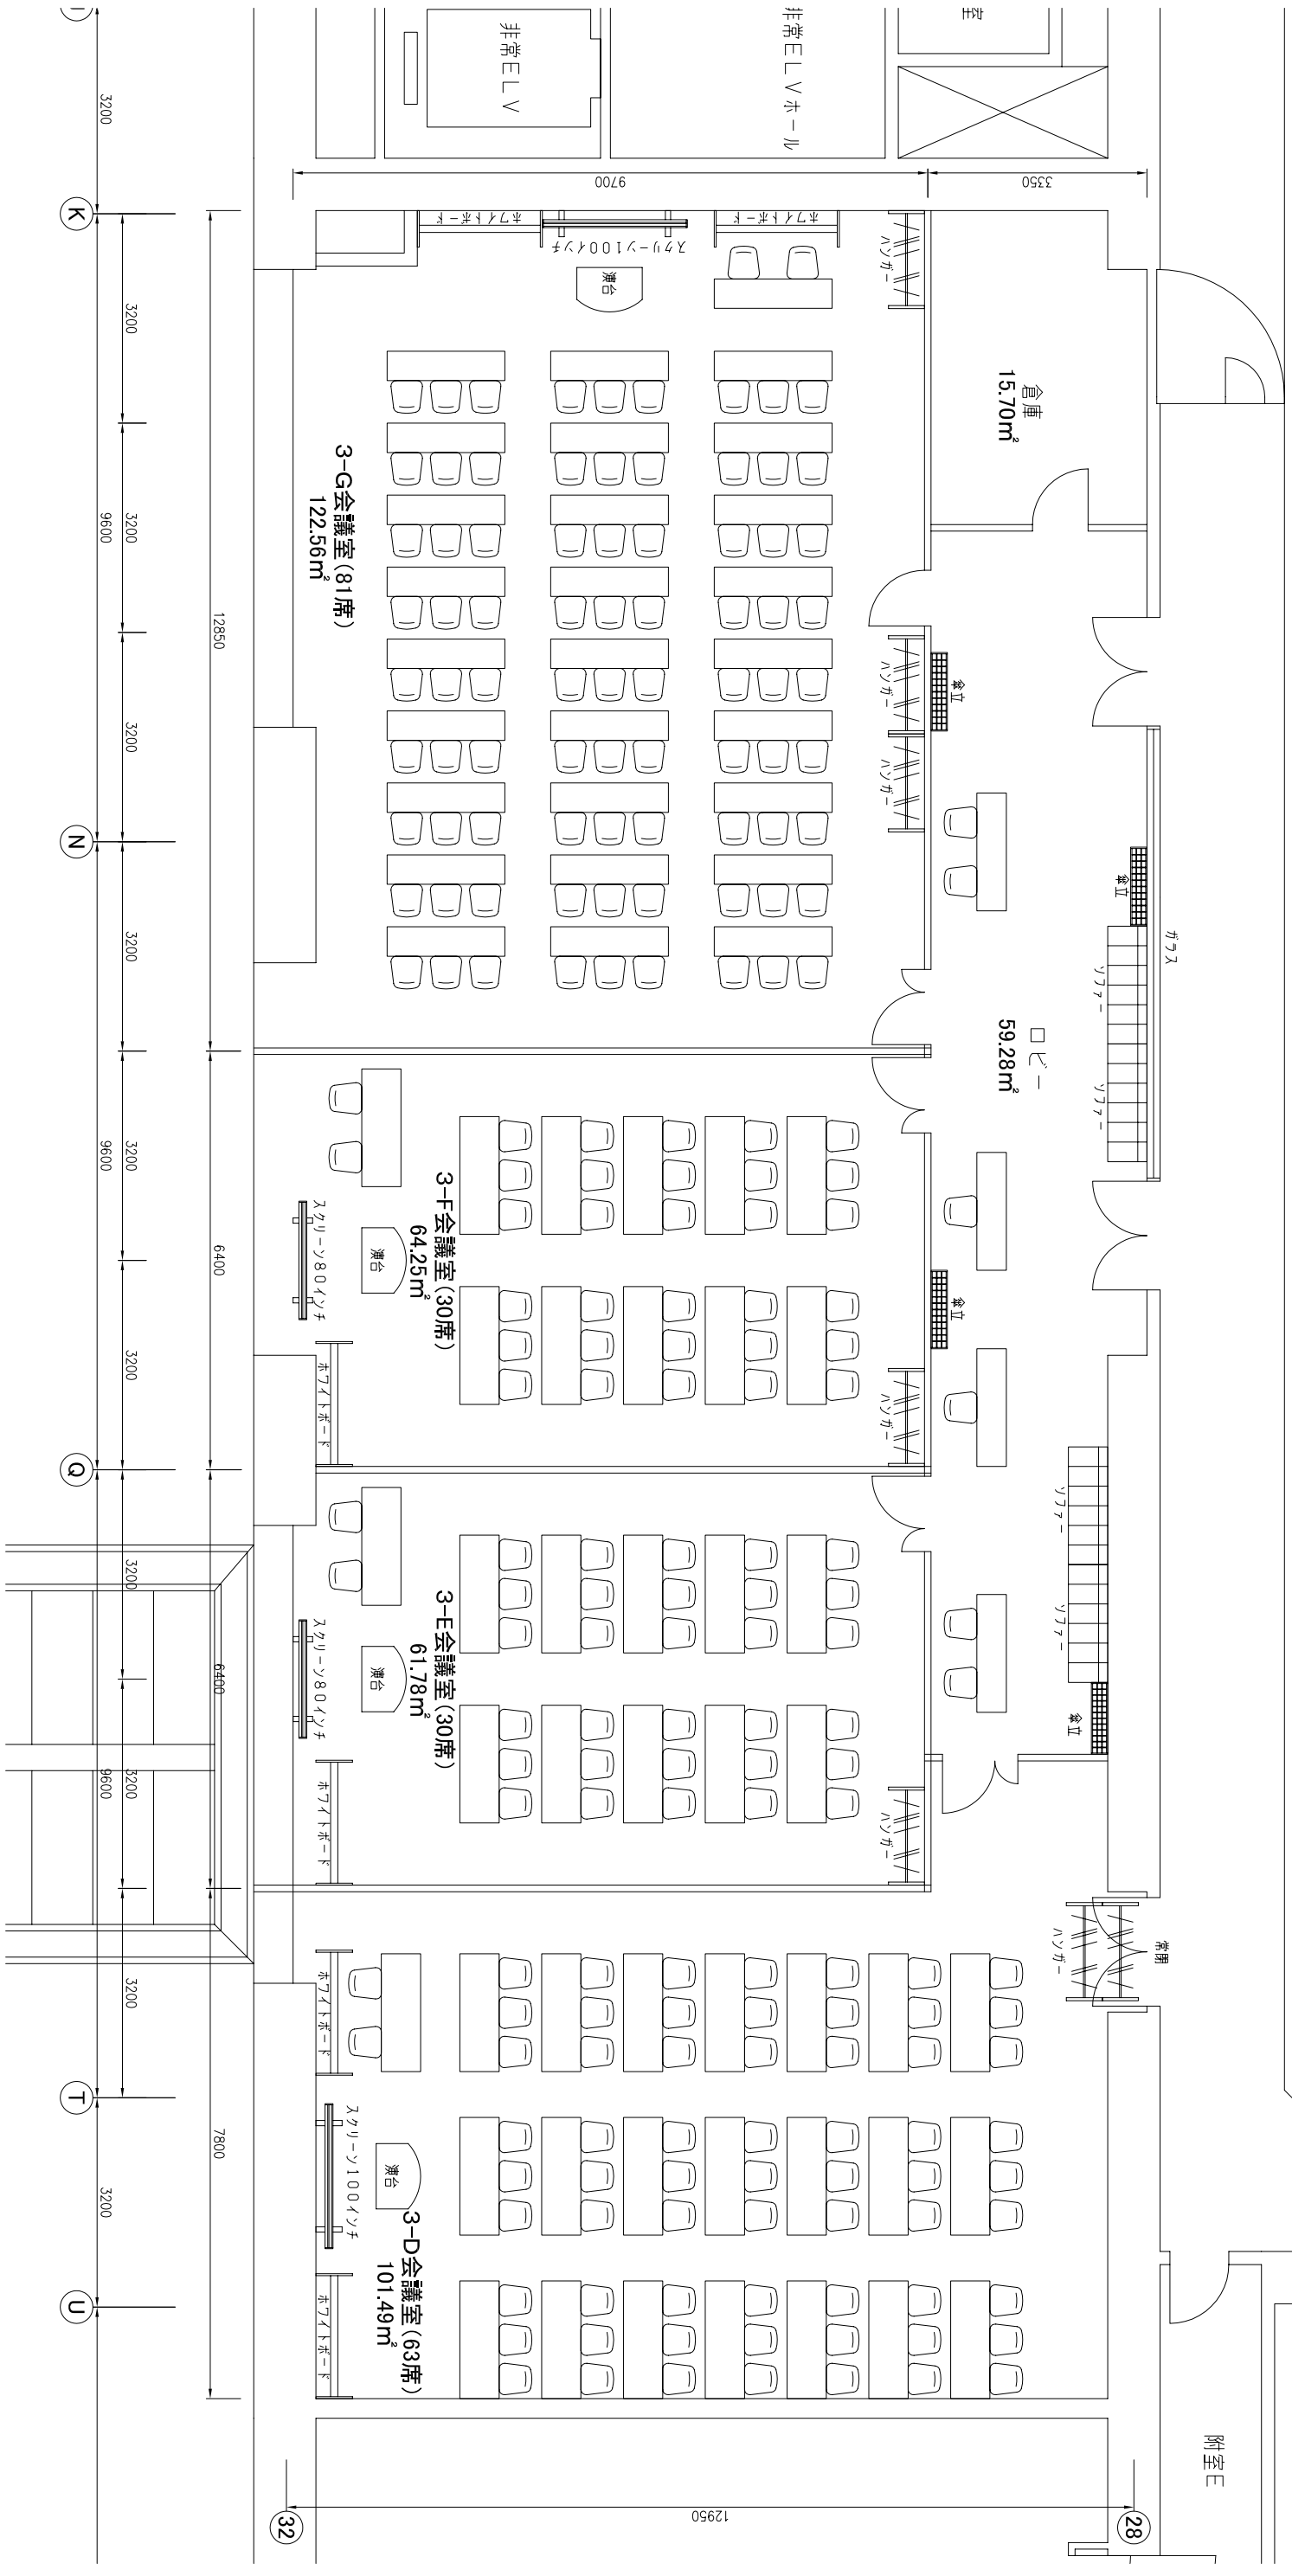 室
非常ELVホール
非常ELV
3350
9700
3200
K
ホワイトボード
スクリーン100インチ
ホワイトボード
ハンガー
演台
倉庫
15.70㎡
3200
3200
9600
3200
3-G会議室(81席)
122.56㎡
12850
ハンガー
傘立
ハンガー
3200
N
傘立
ガラス
ソファー
ソファー
3200
ロビー
59.28㎡
3200
9600
3-F会議室(30席)
64.25㎡
演台
スクリーン80インチ
6400
傘立
3200
ホワイトボード
ハンガー
Q
ソファー
ソファー
3200
3-E会議室(30席)
61.78㎡
演台
スクリーン80インチ
6400
傘立
3200
9600
ホワイトボード
ハンガー
常閉
ハンガー
3200
ホワイトボード
T
スクリーン100インチ
演台
7800
3-D会議室(63席)
101.49㎡
3200
ホワイトボード
U
附室E
12950
32
28